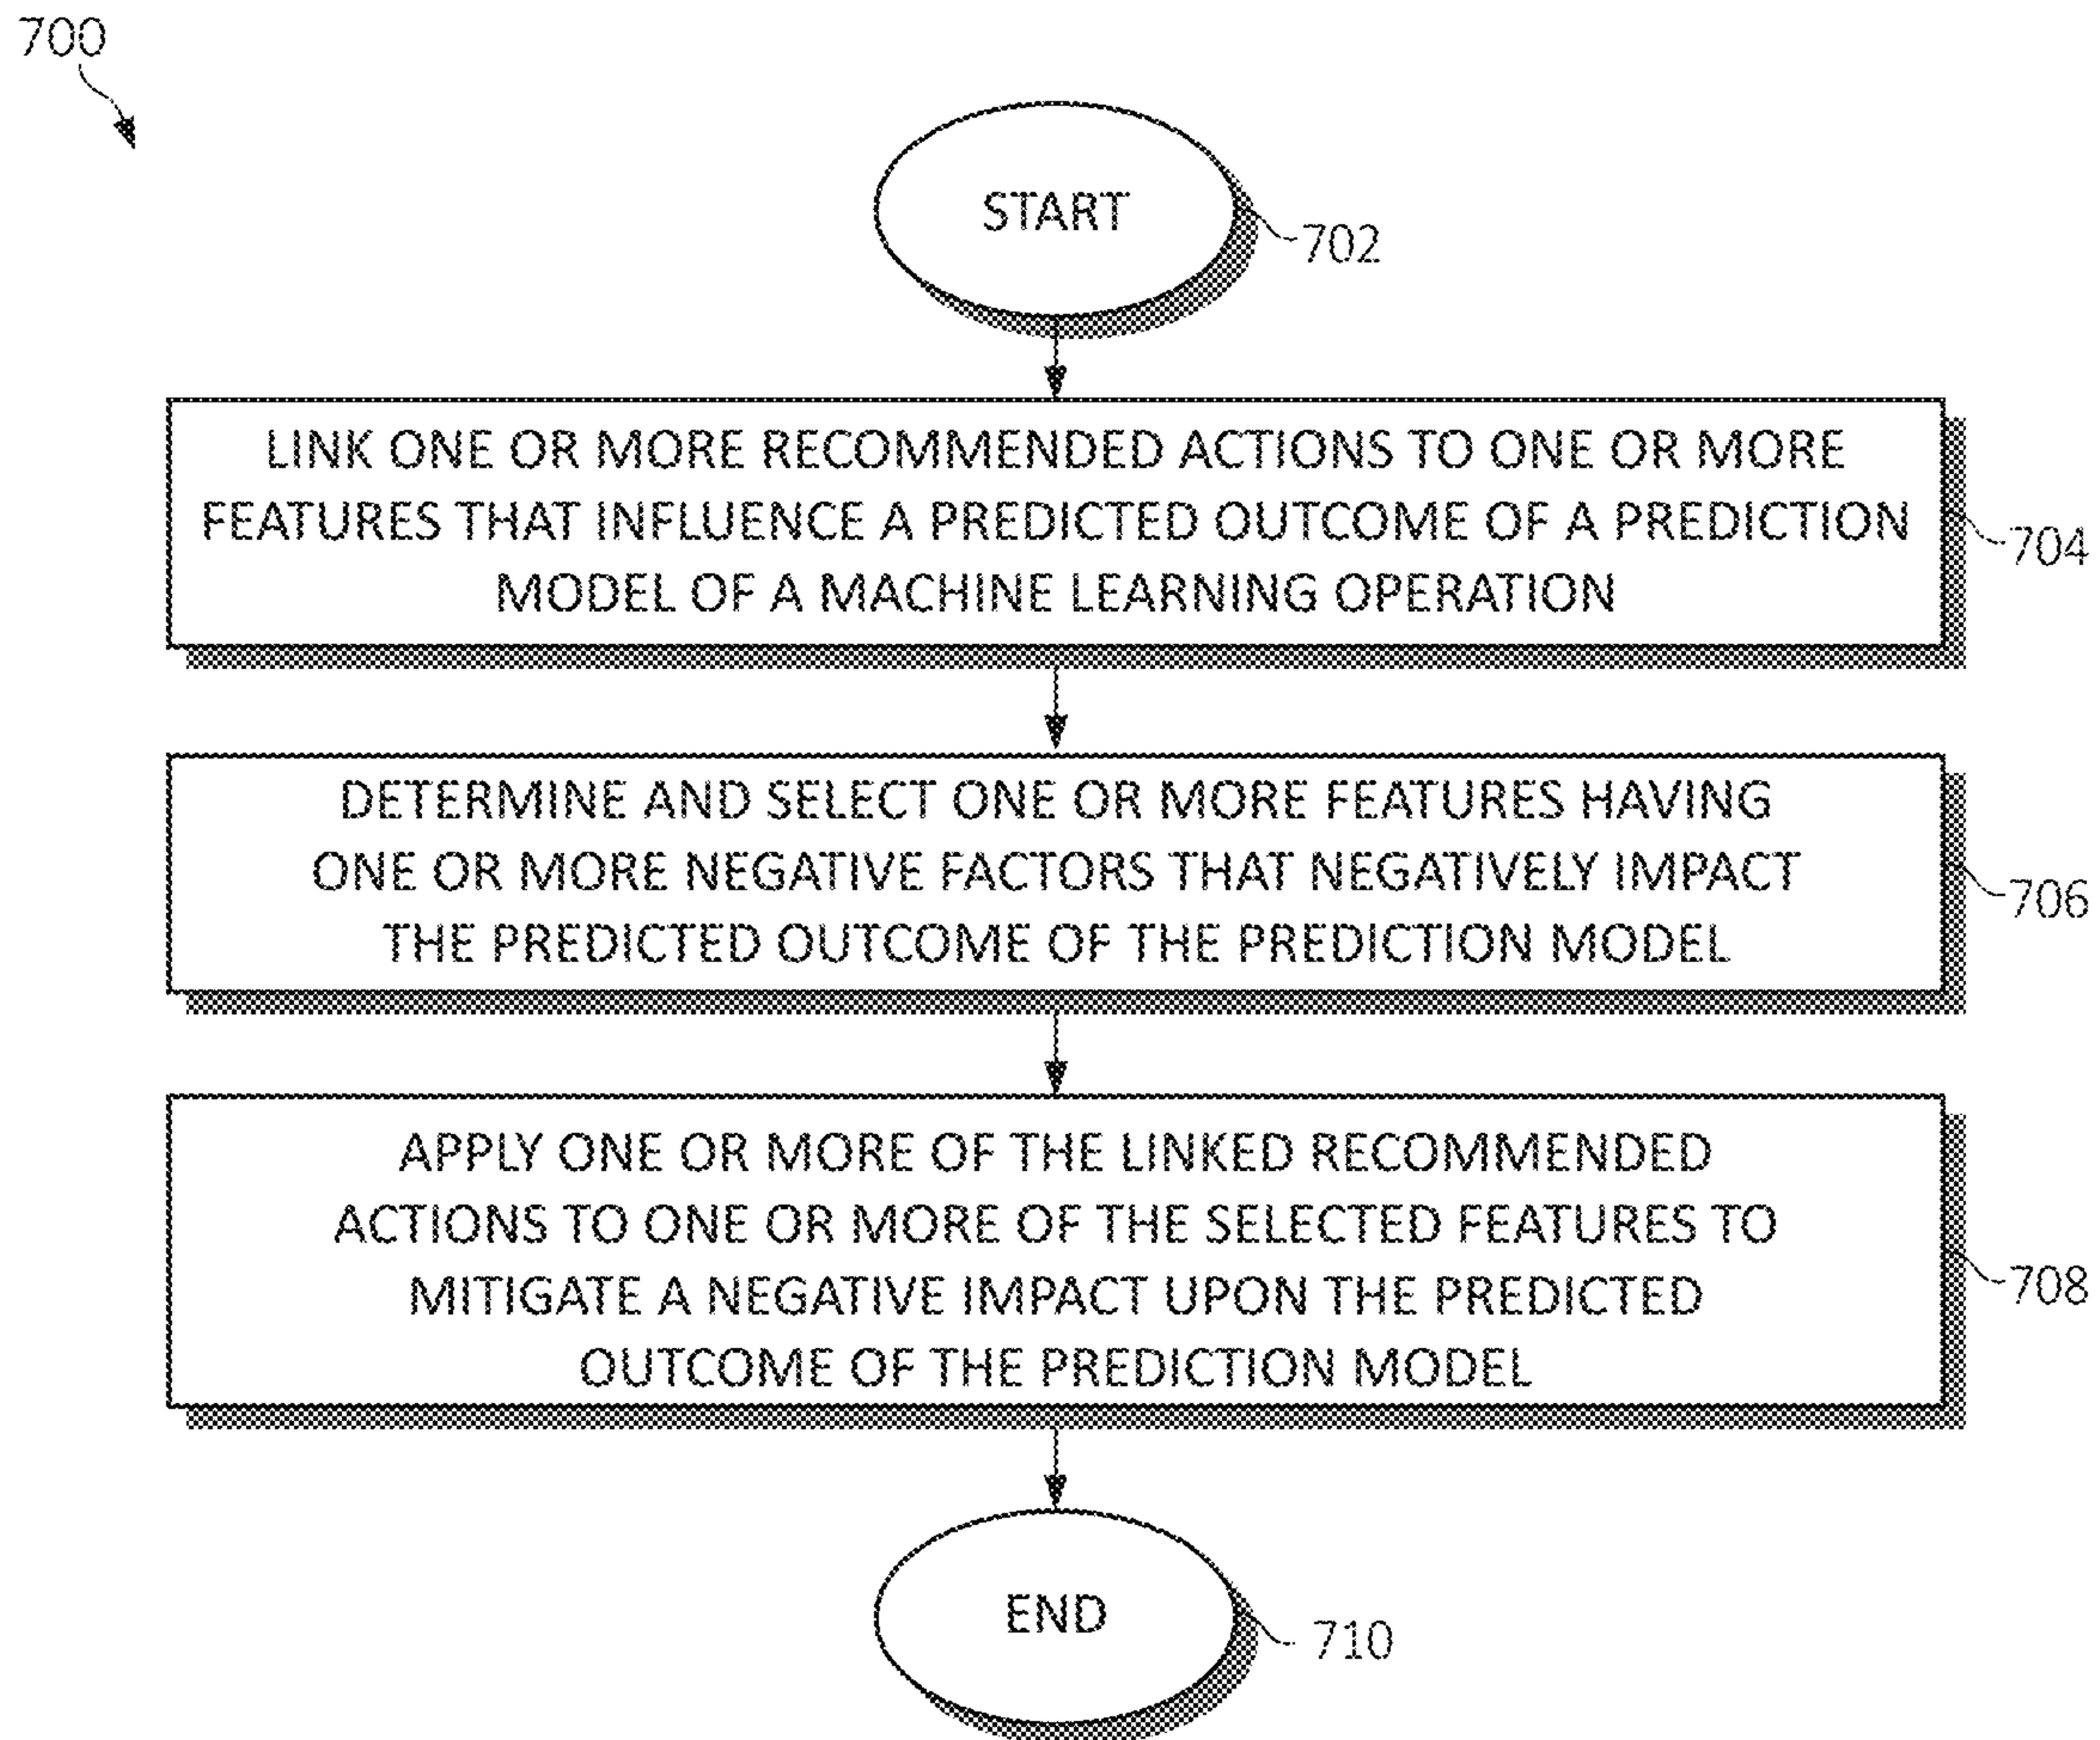 700
START
702
LINK ONE OR MORE RECOMMENDED ACTIONS TO ONE OR MORE
FEATURES THAT INFLUENCE A PREDICTED OUTCOME OF A PREDICTION
MODEL OF A MACHINE LEARNING OPERATION
704
DETERMINE AND SELECT ONE OR MORE FEATURES HAVING
ONE OR MORE NEGATIVE FACTORS THAT NEGATIVELY IMPACT
THE PREDICTED OUTCOME OF THE PREDICTION MODEL
706
APPLY ONE OR MORE OF THE LINKED RECOMMENDED
ACTIONS TO ONE OR MORE OF THE SELECTED FEATURES TO
MITIGATE A NEGATIVE IMPACT UPON THE PREDICTED
OUTCOME OF THE PREDICTION MODEL
708
END
710